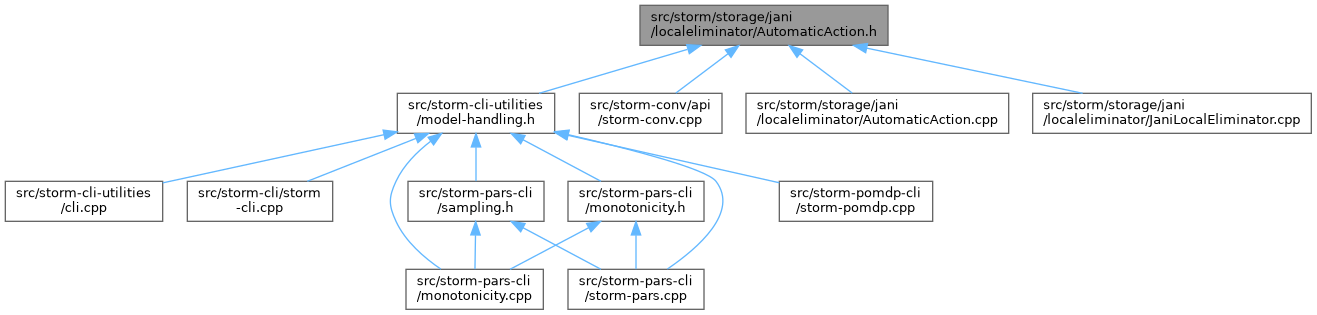 src/storm/storage/jani
/localeliminator/AutomaticAction.h
src/storm-cli-utilities
/model-handling.h
src/storm-conv/api
/storm-conv.cpp
src/storm/storage/jani
/localeliminator/AutomaticAction.cpp
src/storm/storage/jani
/localeliminator/JaniLocalEliminator.cpp
src/storm-cli-utilities
/cli.cpp
src/storm-cli/storm
-cli.cpp
src/storm-pars-cli
/sampling.h
src/storm-pars-cli
/monotonicity.h
src/storm-pomdp-cli
/storm-pomdp.cpp
src/storm-pars-cli
/monotonicity.cpp
src/storm-pars-cli
/storm-pars.cpp